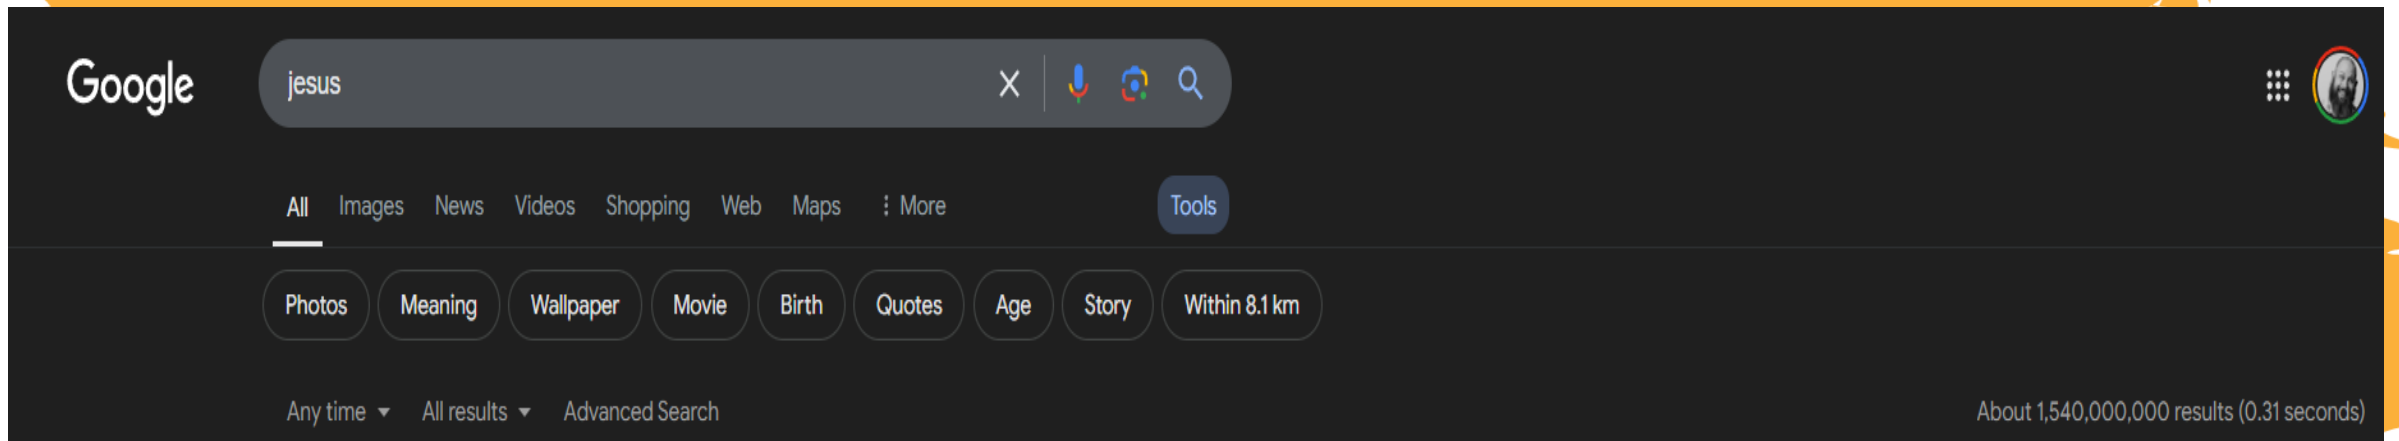 Google jesus
All Images News Videos Shopping Web Maps More Tools
Photos Meaning Wallpaper Movie Birth Quotes Age Story Within 8.1 km
Any time All results Advanced Search About 1,540,000,000 results (0.31 seconds)